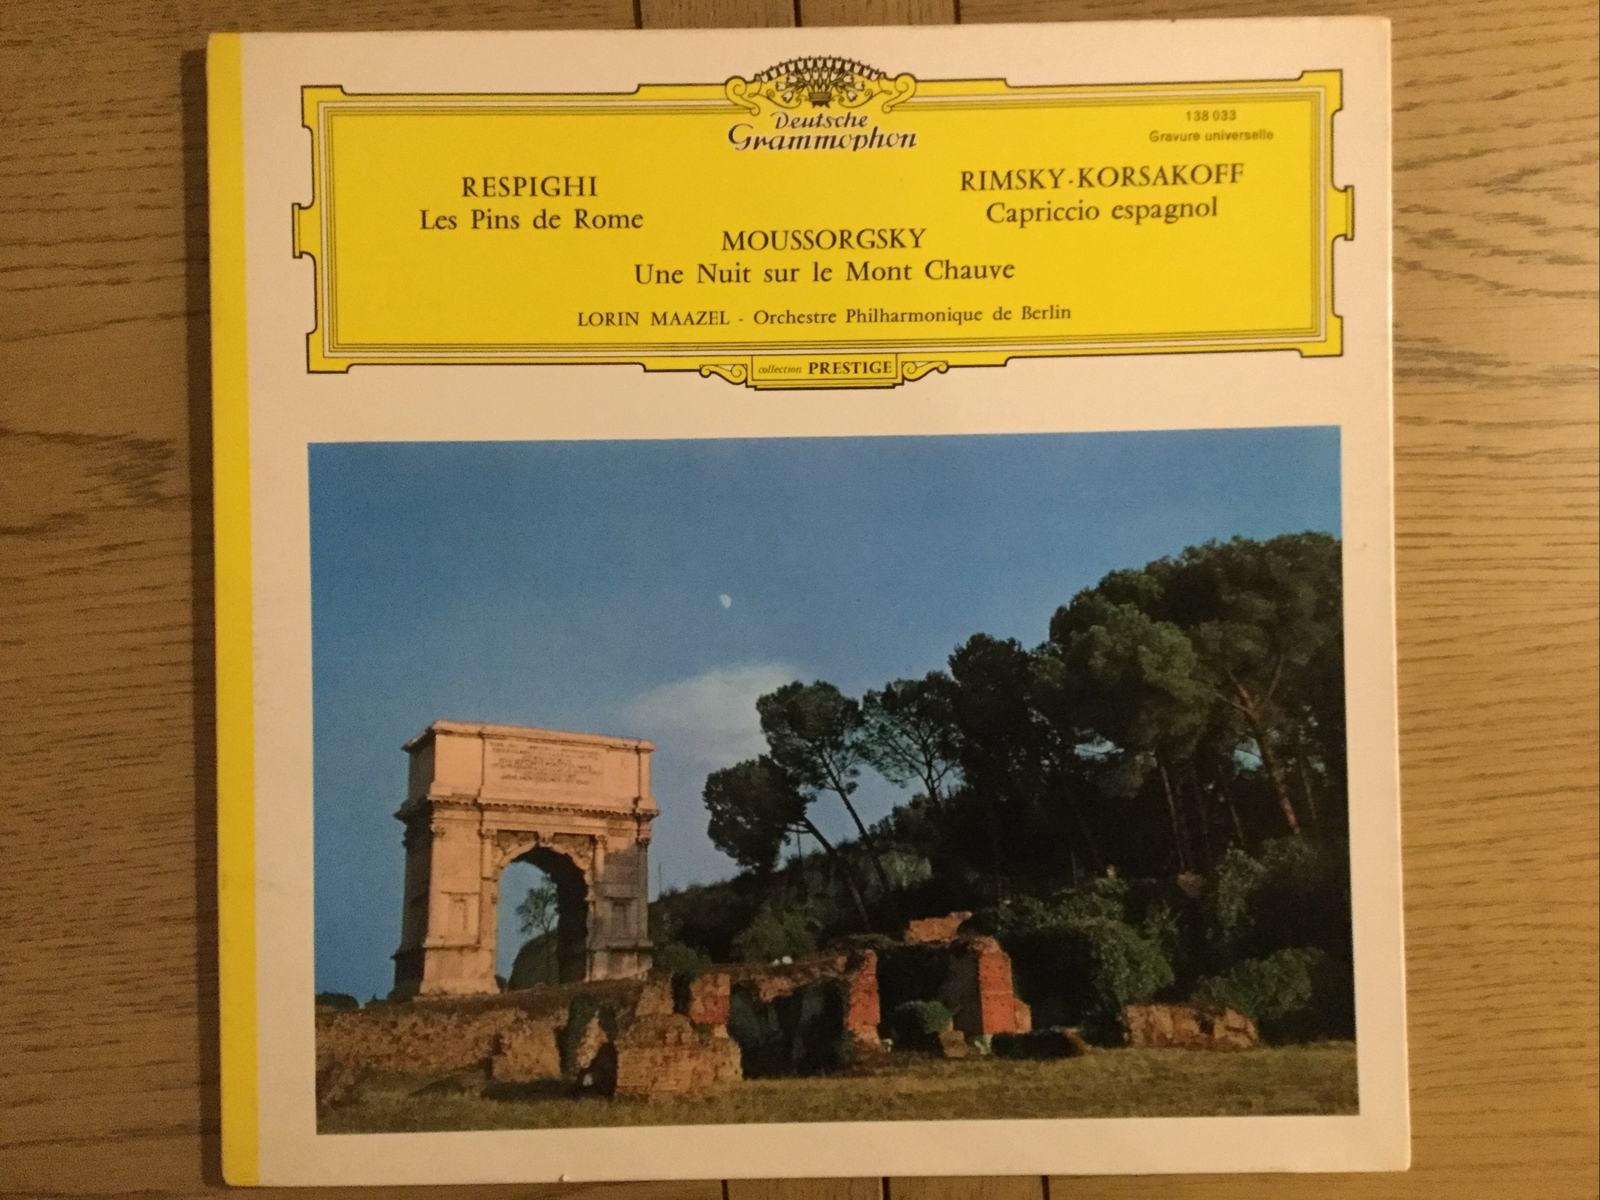 Deutsche
Grammophon
138 033
Gravure universelle
RESPIGHI
Les Pins de Rome
RIMSKY-KORSAKOFF
Capriccio espagnol
MOUSSORGSKY
Une Nuit sur le Mont Chauve
LORIN MAAZEL - Orchestre Philharmonique de Berlin
collection PRESTIGE